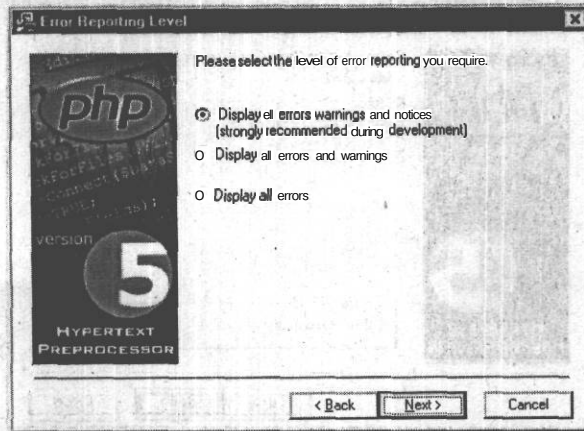 Error Reporting Level
Please select the level of error reporting you require.
php
Display ell errors warnings and notices
(strongly recommended during development)
Display all errors and warnings
Display all errors
version
5
HYPERTEXT
PREPROCESSOR
< Back
Next >
Cancel